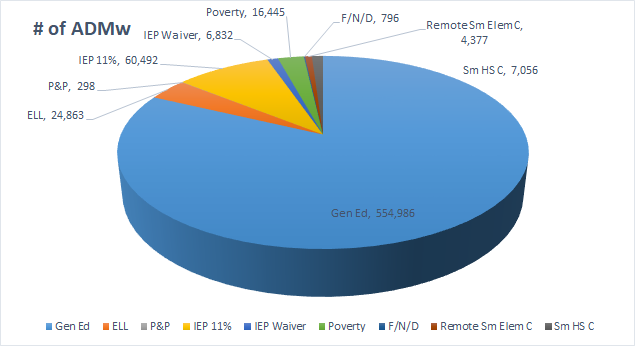 # of ADMw
Poverty, 16,445
F/N/D, 796
Remote Sm Elem C,
4,377
IEP Waiver, 6,832
IEP 11%, 60,492
Sm HS C, 7,056
P&P, 298
ELL, 24,863
Gen Ed, 554,986
Gen Ed ELL P&P IEP 11% IEP Waiver Poverty F/N/D Remote Sm Elem C Sm HS C